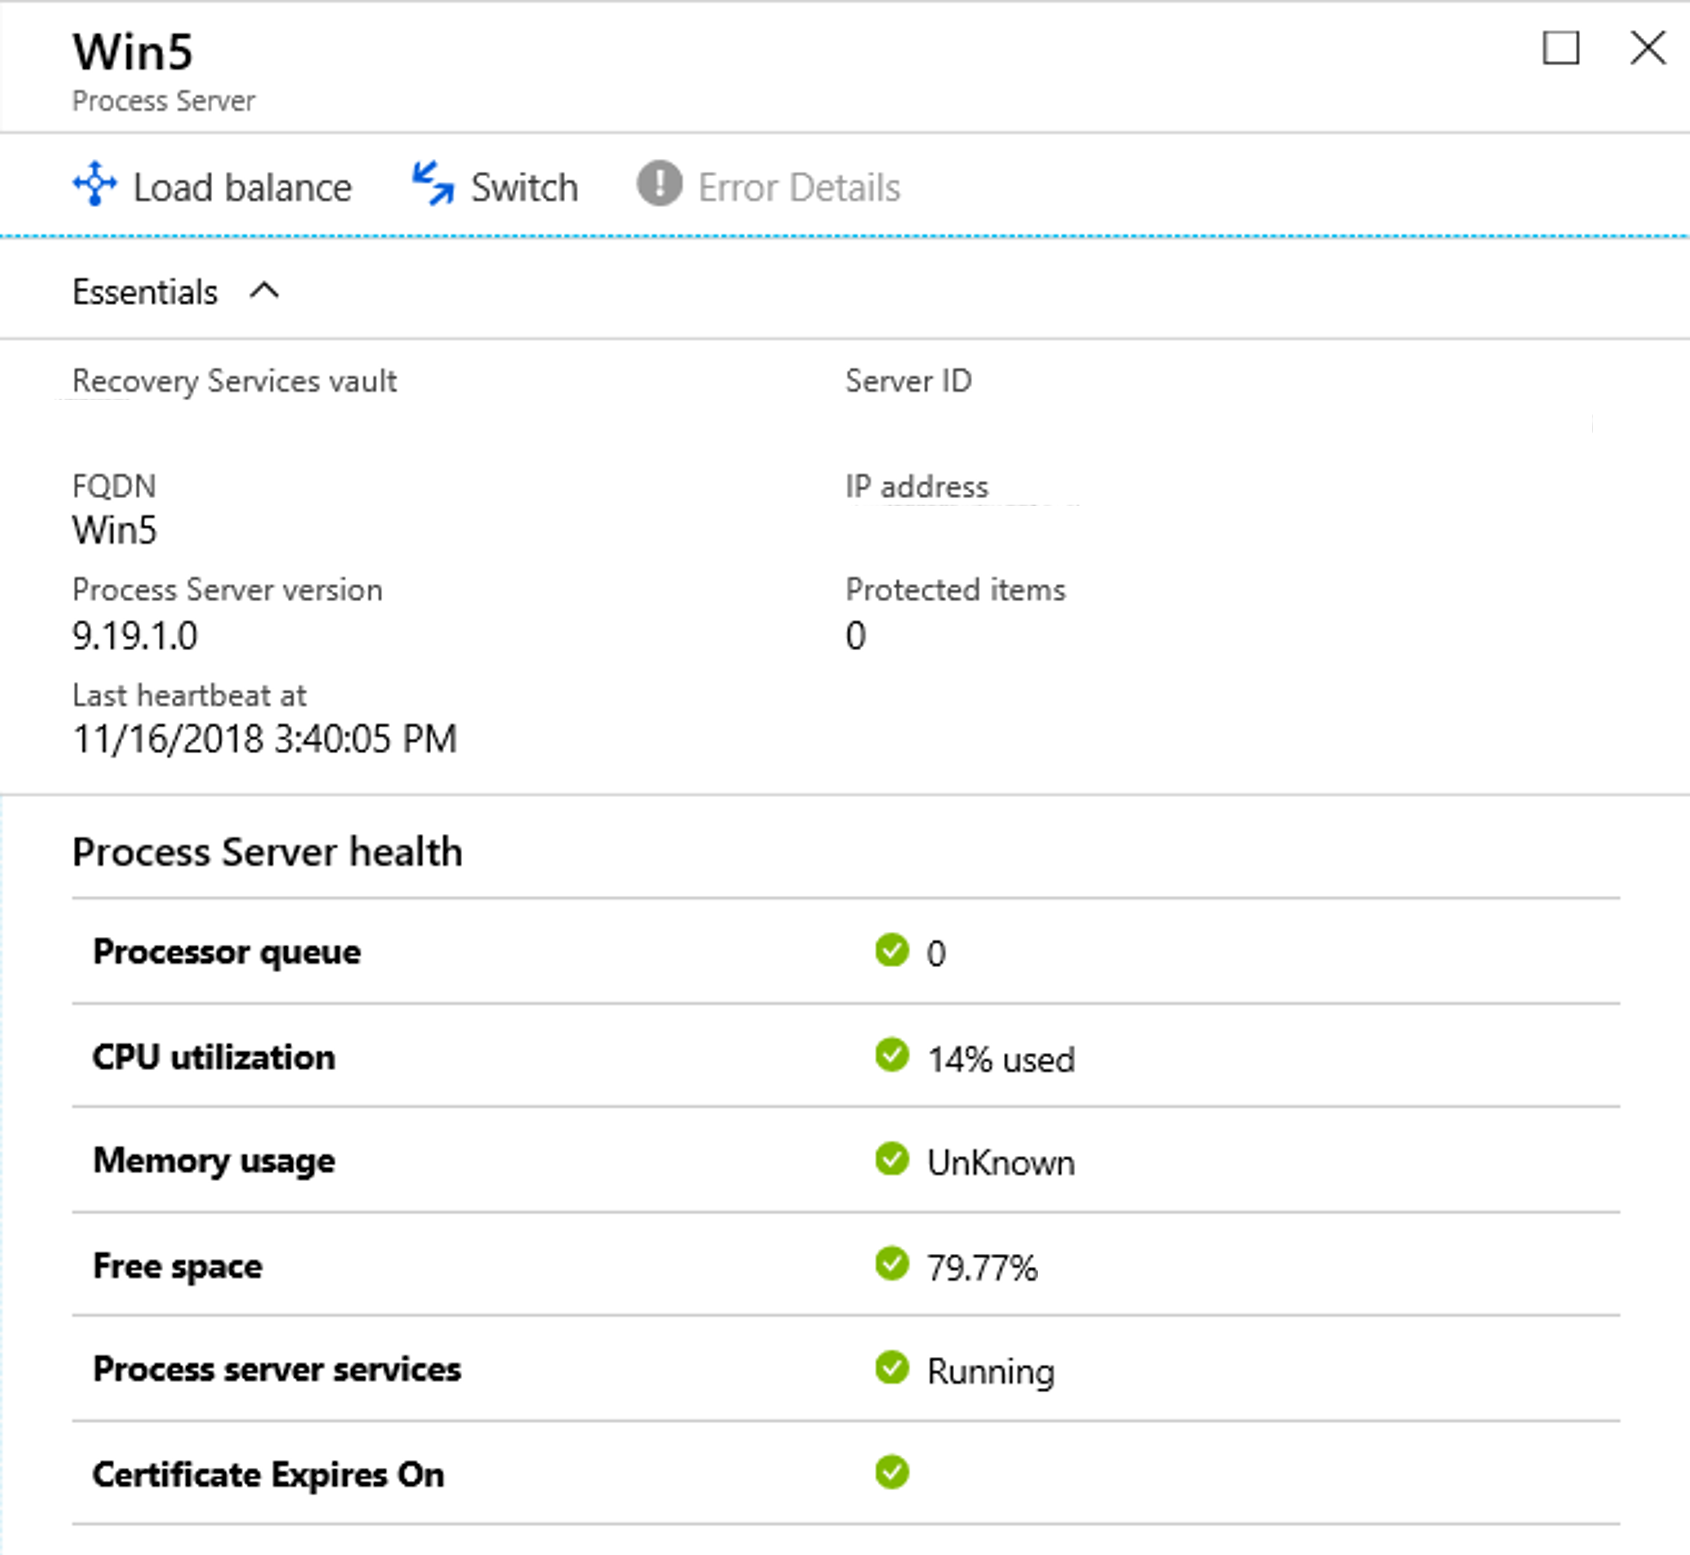 Win5
Process Server
Load balance Switch Error Details
Essentials
Recovery Services vault Server ID
FQDN IP address
Win5
Process Server version Protected items
9.19.1.0 0
Last heartbeat at
11/16/2018 3:40:05 PM
Process Server health
Processor queue 0
CPU utilization 14% used
Memory usage UnKnown
Free space 79.77%
Process server services Running
Certificate Expires On